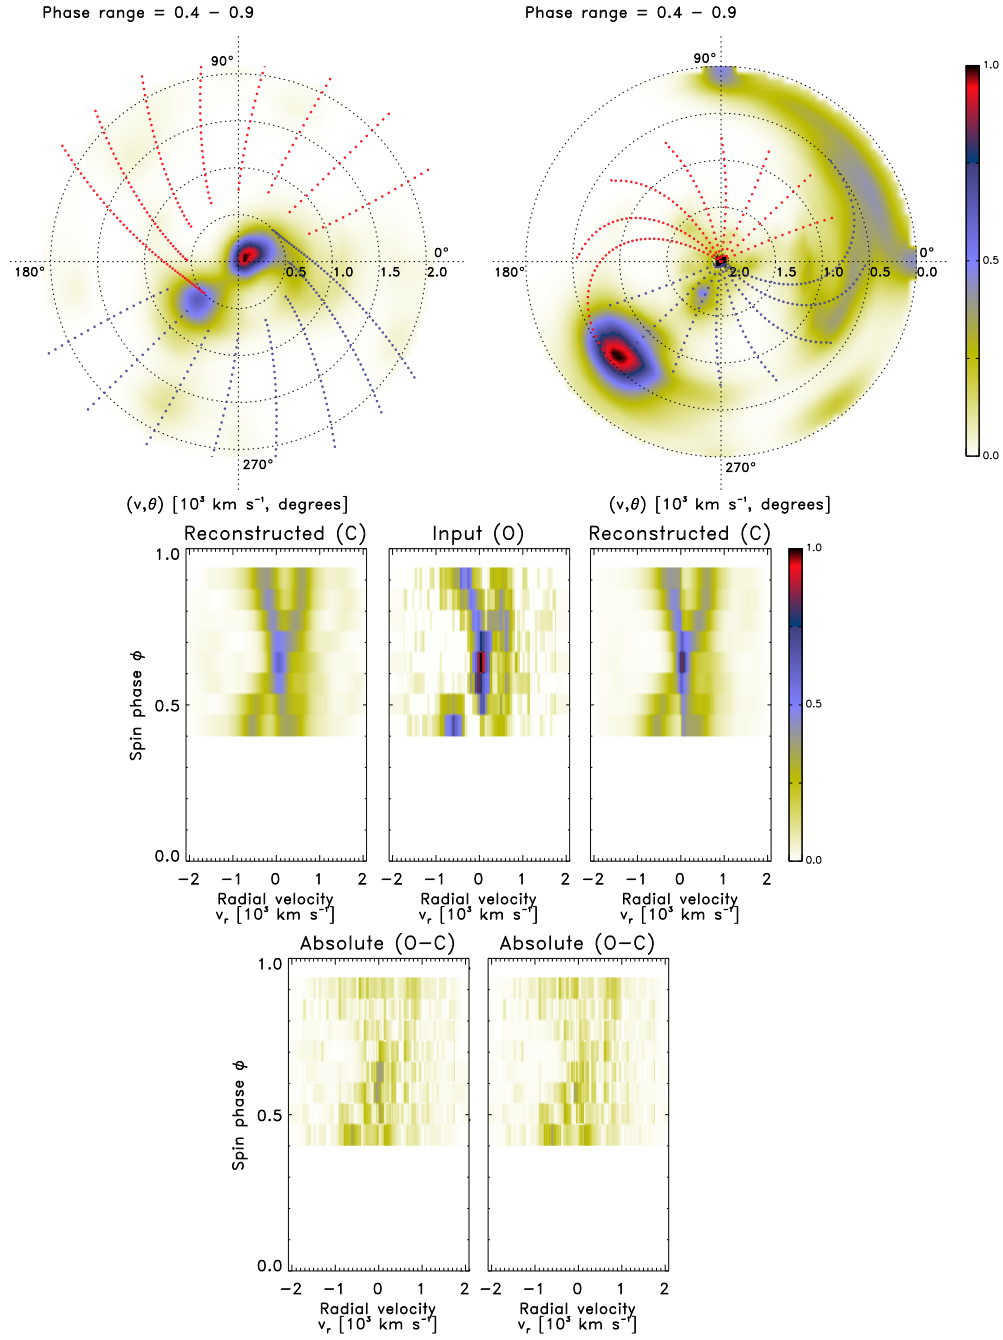 Phase range = 0.4 – 0.9
Phase range = 0.4 – 0.9
90°
90°
1.0
180°
0.5 1.0 1.5 2.0
0°
180°
2.0 1.5 1.0 0.5 0.0
0°
0.5
270°
270°
0.0
(v,θ) [10³ km s⁻¹, degrees]
(v,θ) [10³ km s⁻¹, degrees]
Reconstructed (C)
Input (O)
Reconstructed (C)
1.0
1.0
Spin phase ϕ
0.5
0.5
0.0
0.0
−2 −1 0 1 2
−2 −1 0 1 2
−2 −1 0 1 2
Radial velocity
Radial velocity
Radial velocity
vᵣ [10³ km s⁻¹]
vᵣ [10³ km s⁻¹]
vᵣ [10³ km s⁻¹]
Absolute (O−C)
Absolute (O−C)
1.0
Spin phase ϕ
0.5
0.0
−2 −1 0 1 2
−2 −1 0 1 2
Radial velocity
Radial velocity
vᵣ [10³ km s⁻¹]
vᵣ [10³ km s⁻¹]